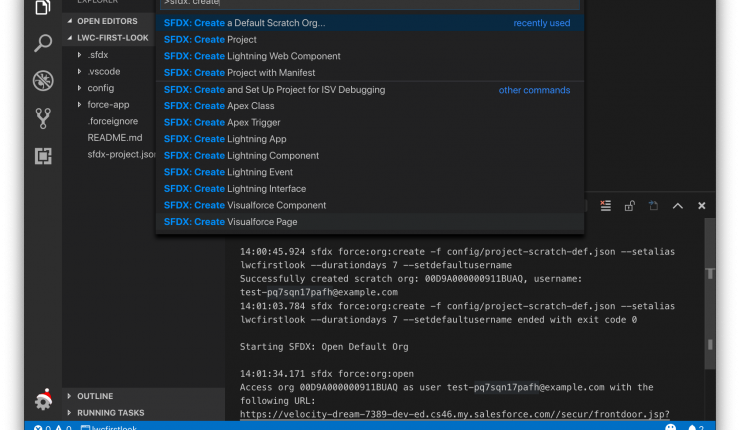 EXPLORER
OPEN EDITORS
LWC-FIRST-LOOK
.sfdx
.vscode
config
force-app
.forceignore
README.md
sfdx-project.json
OUTLINE
RUNNING TASKS
>sfdx: create
SFDX: Create a Default Scratch Org... recently used
SFDX: Create Project
SFDX: Create Lightning Web Component
SFDX: Create Project with Manifest
SFDX: Create and Set Up Project for ISV Debugging other commands
SFDX: Create Apex Class
SFDX: Create Apex Trigger
SFDX: Create Lightning App
SFDX: Create Lightning Component
SFDX: Create Lightning Event
SFDX: Create Lightning Interface
SFDX: Create Visualforce Component
SFDX: Create Visualforce Page
14:00:45.924 sfdx force:org:create -f config/project-scratch-def.json --setalias
lwcfirstlook --durationdays 7 --setdefaultusername
Successfully created scratch org: 00D9A000000911BUAQ, username:
test-pq7sqn17pafh@example.com
14:01:03.784 sfdx force:org:create -f config/project-scratch-def.json --setalias
lwcfirstlook --durationdays 7 --setdefaultusername ended with exit code 0
Starting SFDX: Open Default Org
14:01:34.171 sfdx force:org:open
Access org 00D9A000000911BUAQ as user test-pq7sqn17pafh@example.com with the
following URL:
https://velocity-dream-7389-dev-ed.cs46.my.salesforce.com//secur/frontdoor.jsp?
0 0 lwcfirstlook 2